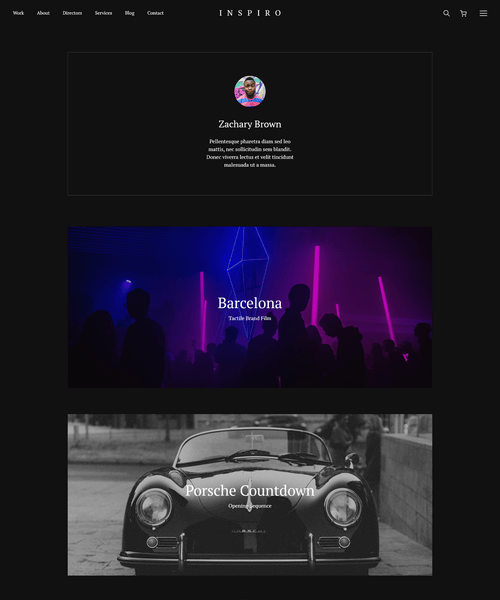 Work About Directors Services Blog Contact
INSPIRO
Zachary Brown
Pellentesque pharetra diam sed leo
mattis, nec sollicitudin sem blandit.
Donec viverra lectus et velit tincidunt
malesuada ut a massa.
Barcelona
Tactile Brand Film
Porsche Countdown
Opening Sequence